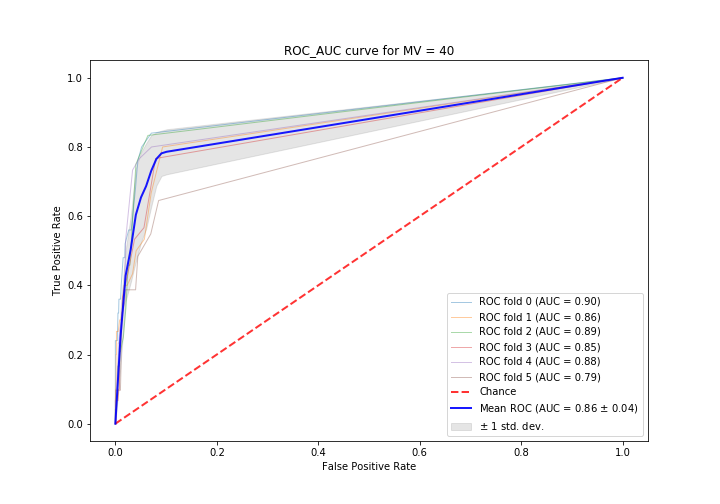 ROC_AUC curve for MV = 40
True Positive Rate
1.0
0.8
0.6
0.4
0.2
0.0
0.0 0.2 0.4 0.6 0.8 1.0
False Positive Rate
ROC fold 0 (AUC = 0.90)
ROC fold 1 (AUC = 0.86)
ROC fold 2 (AUC = 0.89)
ROC fold 3 (AUC = 0.85)
ROC fold 4 (AUC = 0.88)
ROC fold 5 (AUC = 0.79)
Chance
Mean ROC (AUC = 0.86 ± 0.04)
± 1 std. dev.